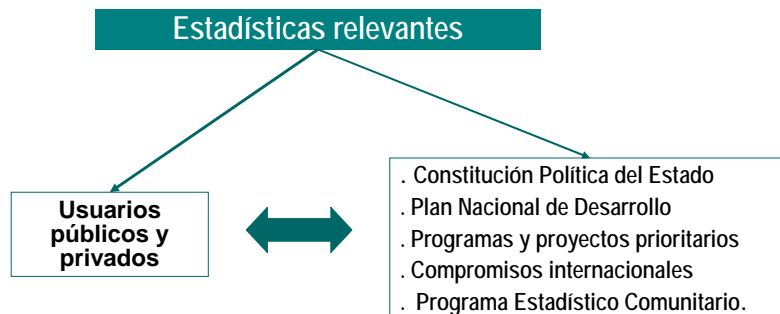 Estadísticas relevantes
Usuarios
públicos y
privados
. Constitución Política del Estado
. Plan Nacional de Desarrollo
. Programas y proyectos prioritarios
. Compromisos internacionales
. Programa Estadístico Comunitario.